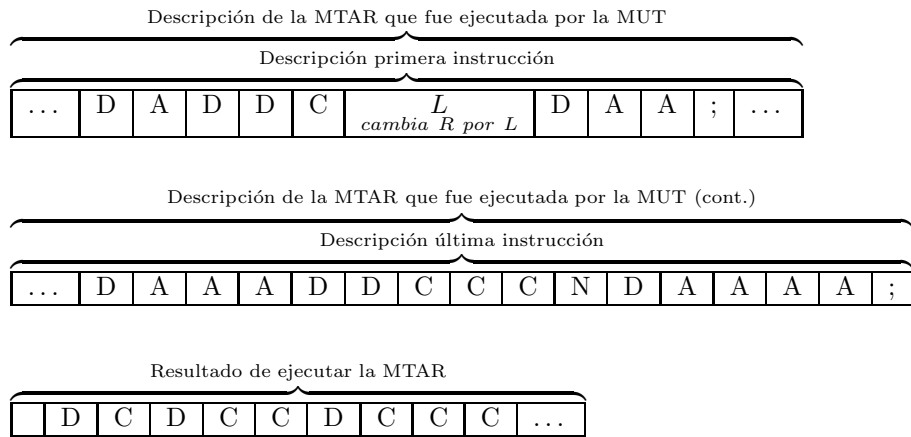 Descripción de la MTAR que fue ejecutada por la MUT
Descripción primera instrucción
... D A D D C L D A A ; ...
cambia R por L
Descripción de la MTAR que fue ejecutada por la MUT (cont.)
Descripción última instrucción
... D A A A D D C C C N D A A A A ;
Resultado de ejecutar la MTAR
D C D C C D C C C ...